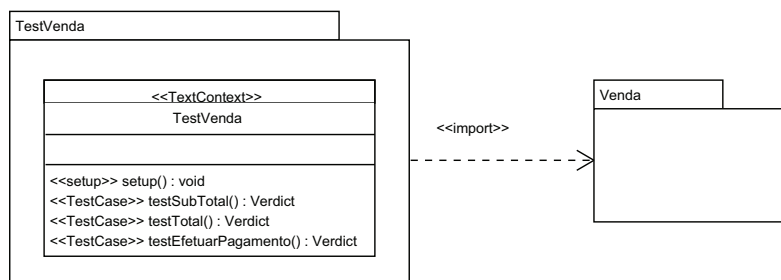 TestVenda
<<TextContext>>
TestVenda
<<setup>> setup() : void
<<TestCase>> testSubTotal() : Verdict
<<TestCase>> testTotal() : Verdict
<<TestCase>> testEfetuarPagamento() : Verdict
<<import>>
Venda